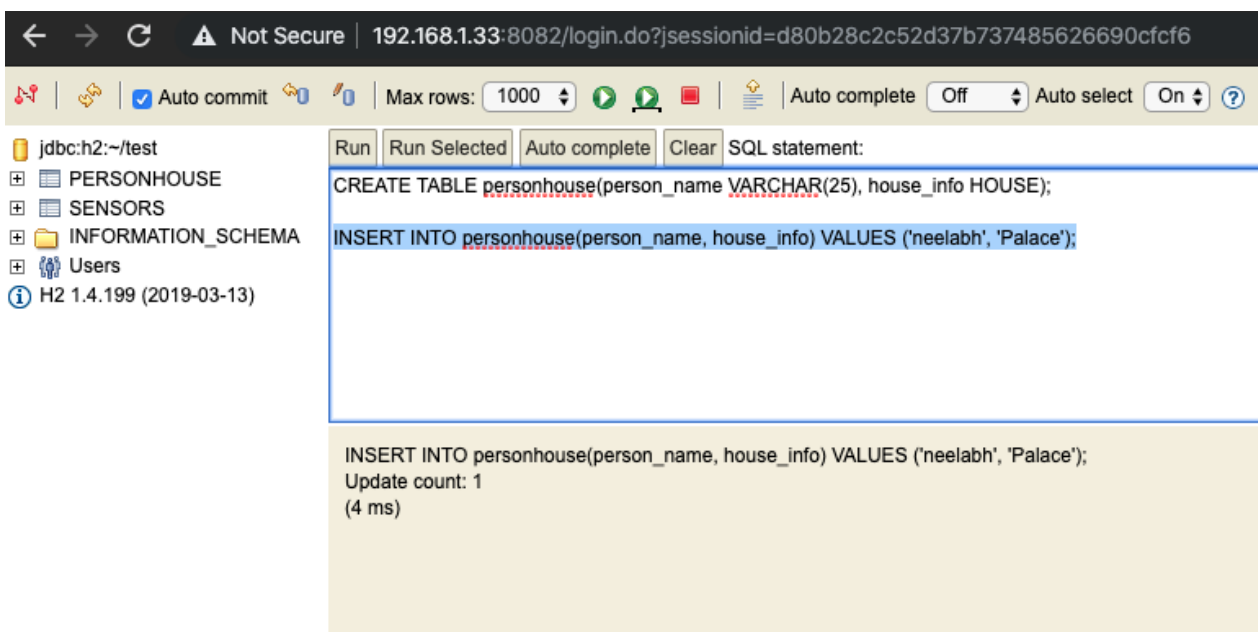 Not Secure 192.168.1.33:8082/login.do?jsessionid=d80b28c2c52d37b737485626690cfcf6
Auto commit Max rows: 1000 Auto complete Off Auto select On ?
jdbc:h2:~/test
PERSONHOUSE
SENSORS
INFORMATION_SCHEMA
Users
H2 1.4.199 (2019-03-13)
Run Run Selected Auto complete Clear SQL statement:
CREATE TABLE personhouse(person_name VARCHAR(25), house_info HOUSE);
INSERT INTO personhouse(person_name, house_info) VALUES ('neelabh', 'Palace');
INSERT INTO personhouse(person_name, house_info) VALUES ('neelabh', 'Palace');
Update count: 1
(4 ms)